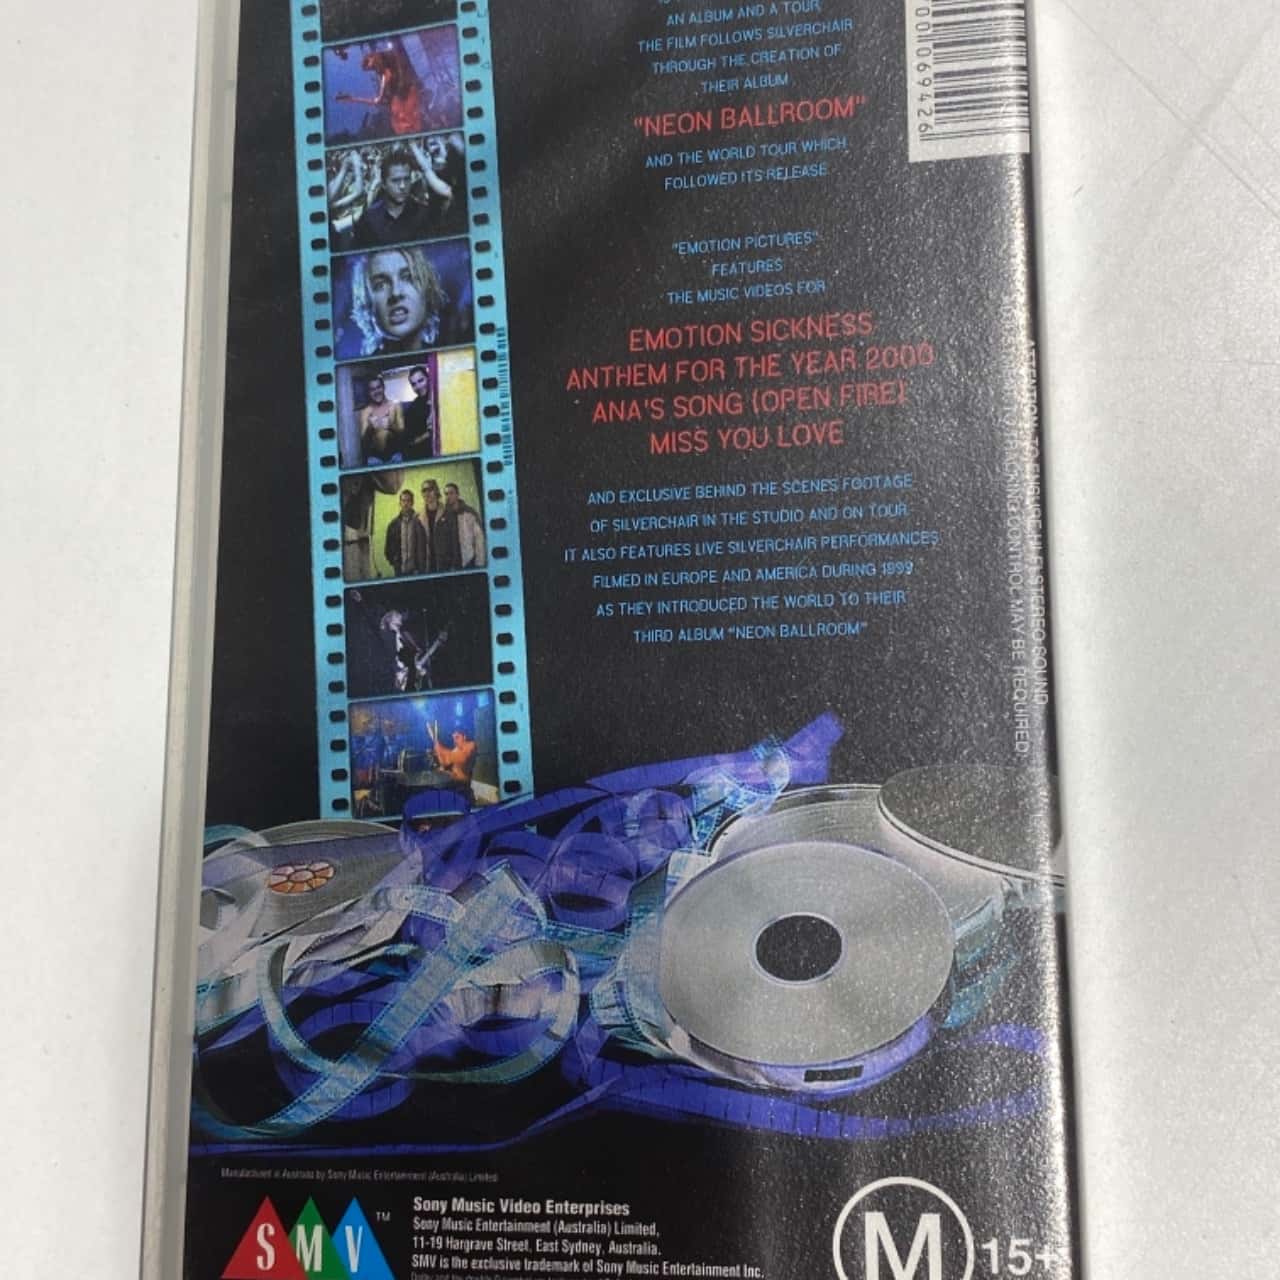 AN ALBUM AND A TOUR
THE FILM FOLLOWS SILVERCHAIR
THROUGH THE CREATION OF
THEIR ALBUM
"NEON BALLROOM"
AND THE WORLD TOUR WHICH
FOLLOWED ITS RELEASE
"EMOTION PICTURES"
FEATURES
THE MUSIC VIDEOS FOR
EMOTION SICKNESS
ANTHEM FOR THE YEAR 2000
ANA'S SONG (OPEN FIRE)
MISS YOU LOVE
AND EXCLUSIVE BEHIND THE SCENES FOOTAGE
OF SILVERCHAIR IN THE STUDIO AND ON TOUR
IT ALSO FEATURES LIVE SILVERCHAIR PERFORMANCES
FILMED IN EUROPE AND AMERICA DURING 1999
AS THEY INTRODUCED THE WORLD TO THEIR
THIRD ALBUM "NEON BALLROOM"
ATTENTION: TO ENSURE HI-FI STEREO SOUND
TRACKING CONTROL MAY BE REQUIRED
Manufactured in Australia by Sony Music Entertainment (Australia) Limited
SMV TM
Sony Music Video Enterprises
Sony Music Entertainment (Australia) Limited,
11-19 Hargrave Street, East Sydney, Australia.
SMV is the exclusive trademark of Sony Music Entertainment Inc.
M 15+